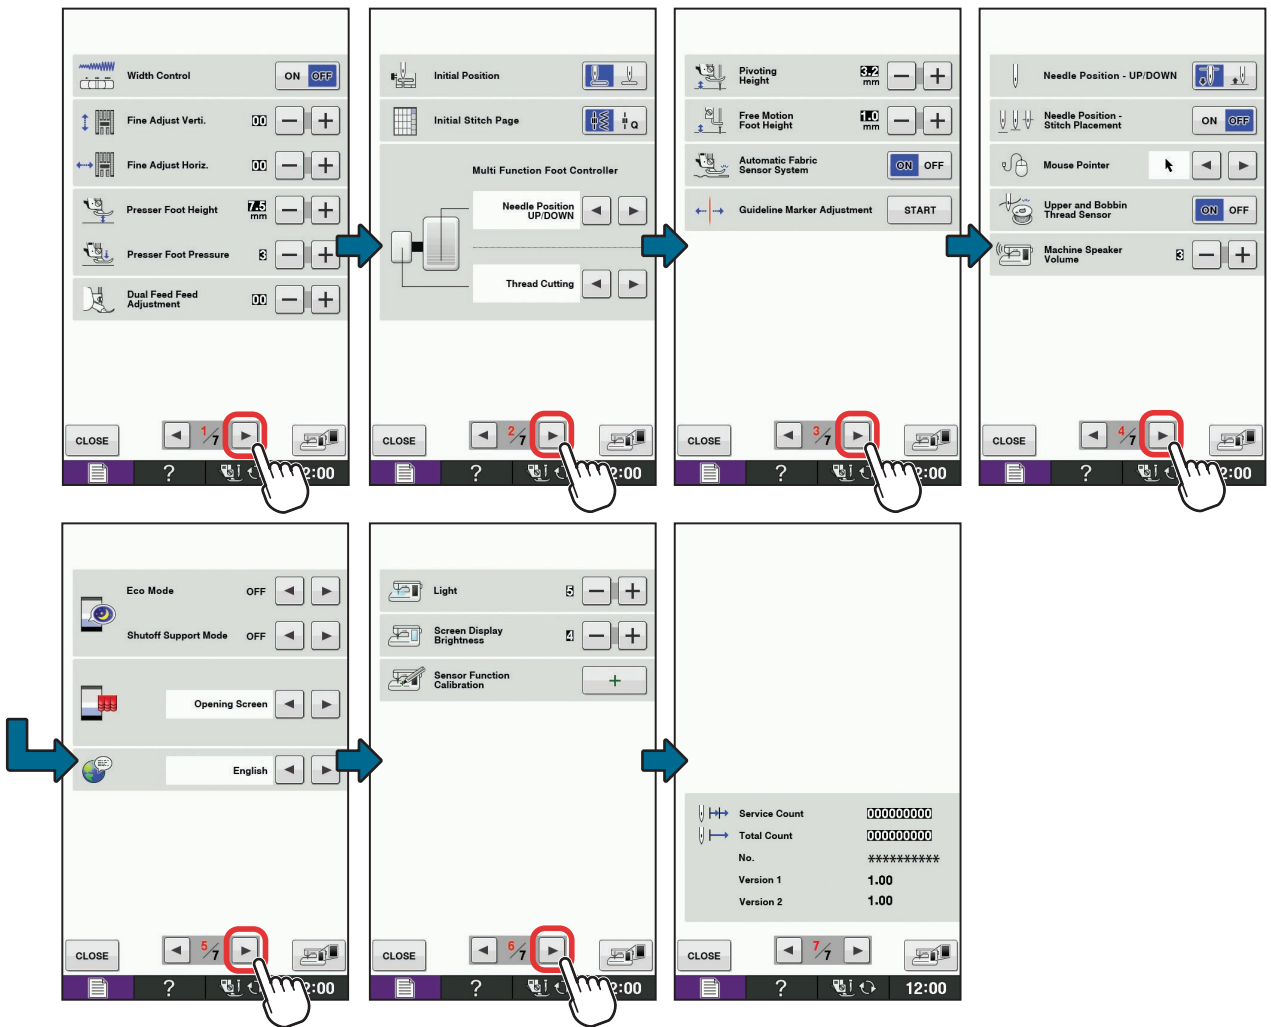 Width Control ON OFF
Fine Adjust Verti. 00 − +
Fine Adjust Horiz. 00 − +
Presser Foot Height 7.5 mm − +
Presser Foot Pressure 3 − +
Dual Feed Feed
Adjustment 00 − +
CLOSE 1/7
? 12:00
Initial Position
Initial Stitch Page Q
Multi Function Foot Controller
Needle Position
UP/DOWN
Thread Cutting
CLOSE 2/7
? :00
Pivoting
Height 3.2 mm − +
Free Motion
Foot Height 1.0 mm − +
Automatic Fabric
Sensor System ON OFF
Guideline Marker Adjustment START
CLOSE 3/7
? :00
Needle Position - UP/DOWN
Needle Position -
Stitch Placement ON OFF
Mouse Pointer
Upper and Bobbin
Thread Sensor ON OFF
Machine Speaker
Volume 3 − +
CLOSE 4/7
? :00
Eco Mode OFF
Shutoff Support Mode OFF
Opening Screen
English
CLOSE 5/7
? :00
Light 5 − +
Screen Display
Brightness 4 − +
Sensor Function
Calibration +
CLOSE 6/7
? :00
Service Count 000000000
Total Count 000000000
No. **********
Version 1 1.00
Version 2 1.00
CLOSE 7/7
? 12:00